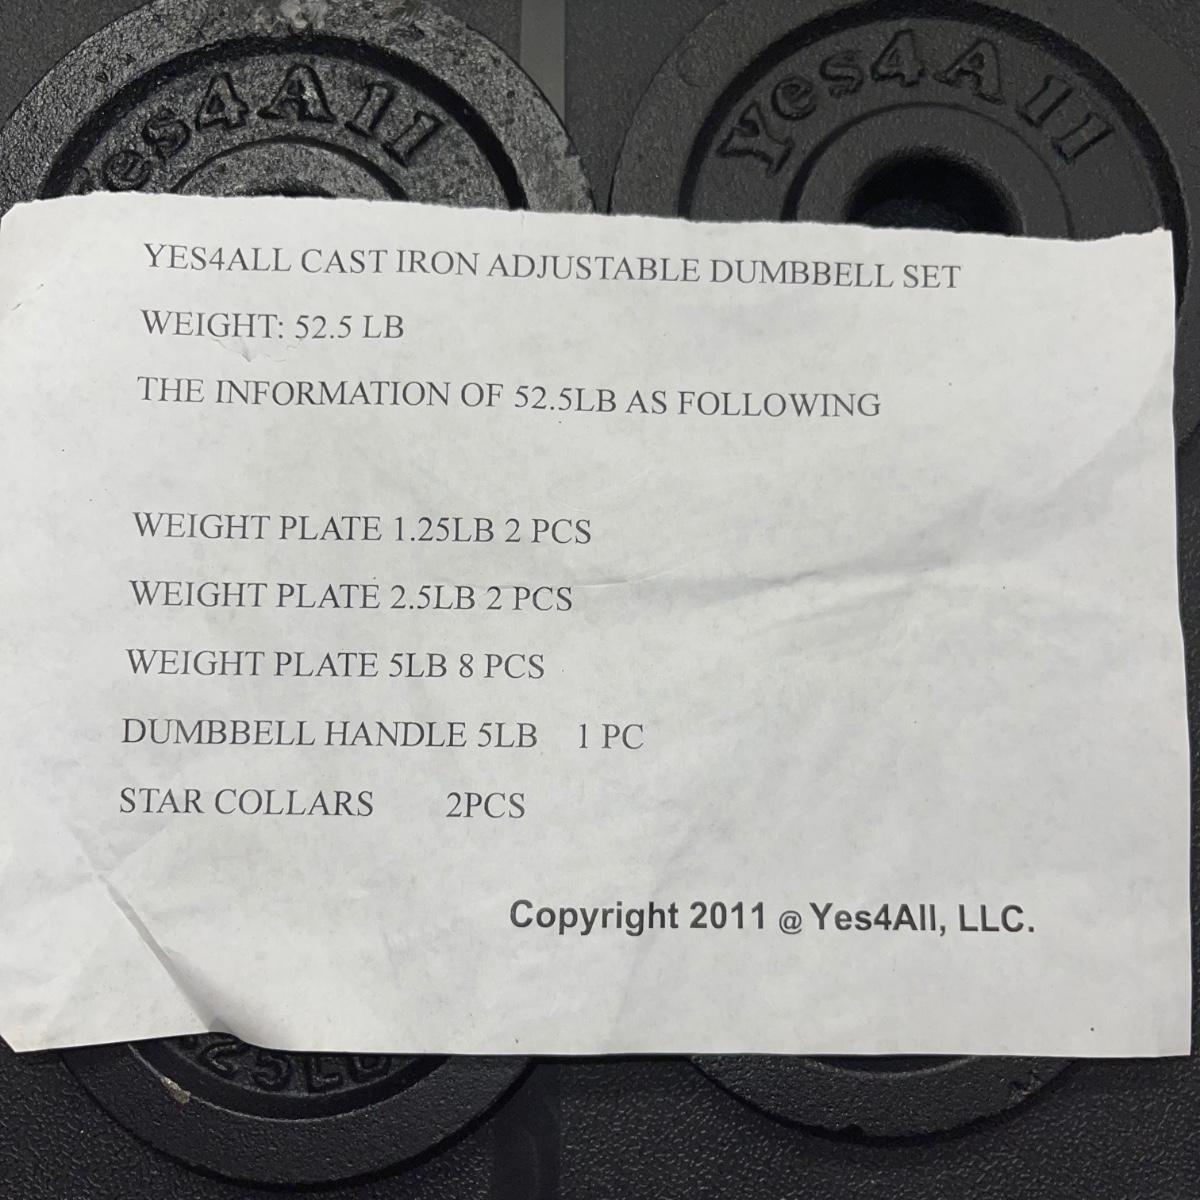 Yes4All
Yes4All
YES4ALL CAST IRON ADJUSTABLE DUMBBELL SET
WEIGHT: 52.5 LB
THE INFORMATION OF 52.5LB AS FOLLOWING
WEIGHT PLATE 1.25LB 2 PCS
WEIGHT PLATE 2.5LB 2 PCS
WEIGHT PLATE 5LB 8 PCS
DUMBBELL HANDLE 5LB 1 PC
STAR COLLARS 2PCS
Copyright 2011 @ Yes4All, LLC.